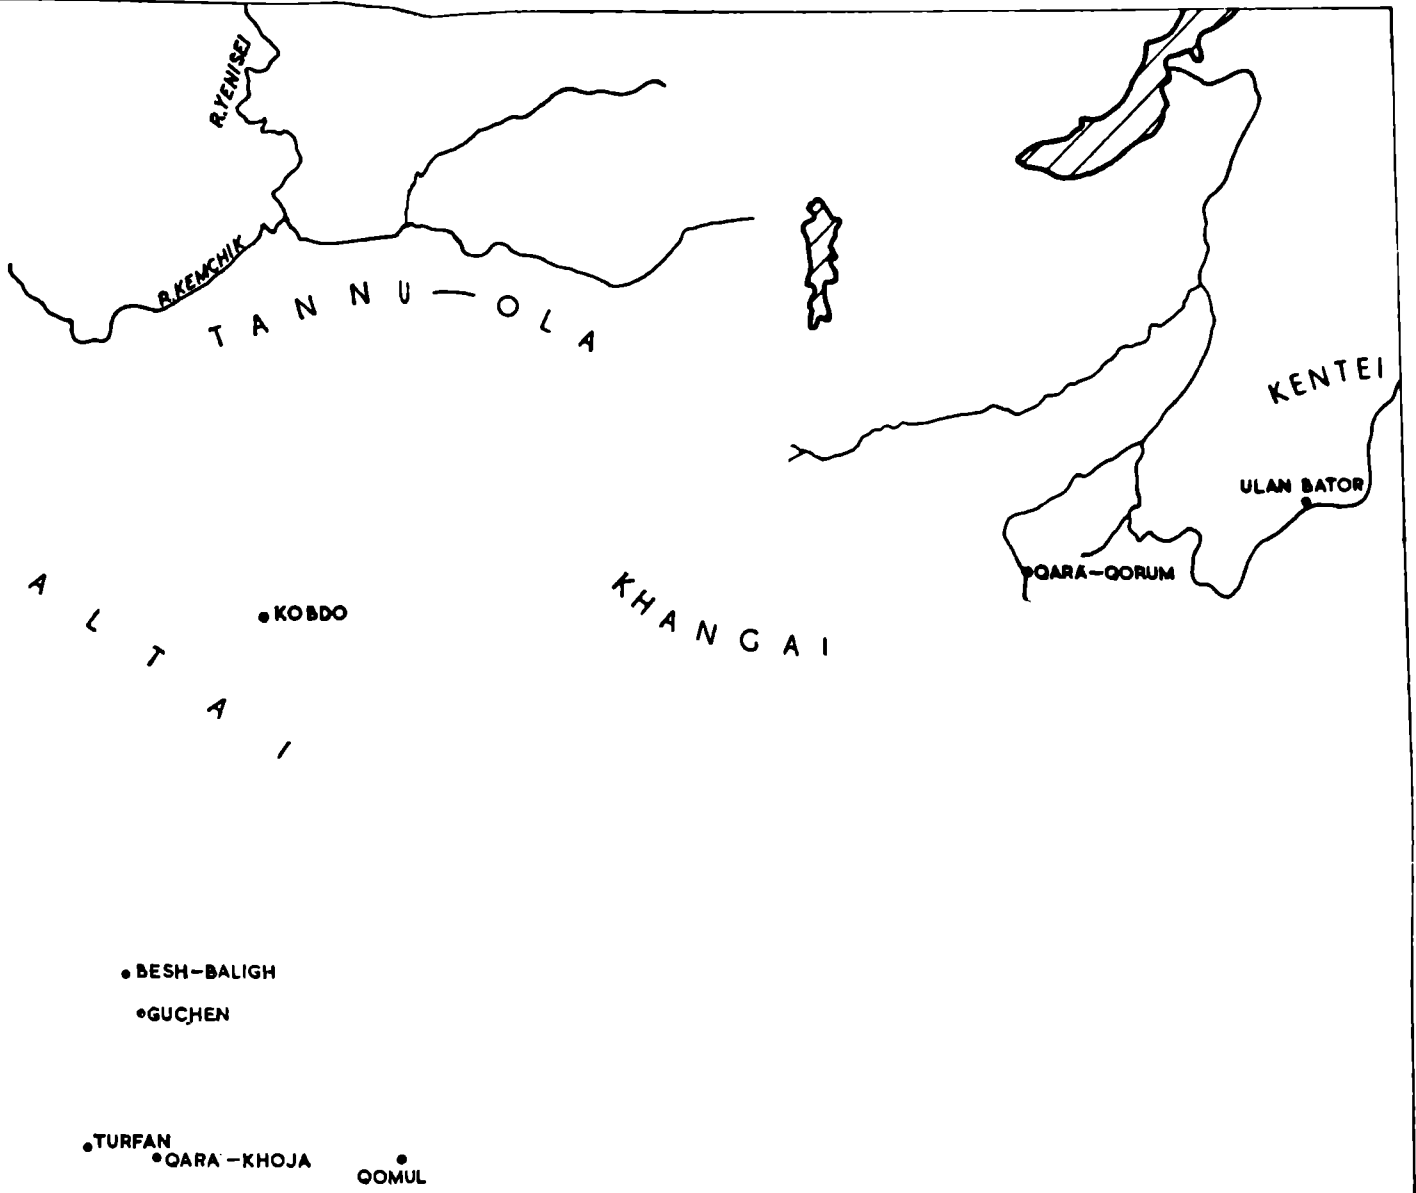 R. YENISEI
R. KEMCHIK
TANNU—OLA
KENTEI
ULAN BATOR
QARA—QORUM
ALTAI
KOBDO
KHANGAI
BESH—BALIGH
GUCHEN
TURFAN
QARA—KHOJA
QOMUL